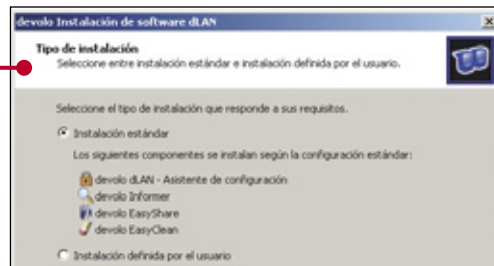 devolo Instalación de software dLAN
Tipo de instalación
Seleccione entre instalación estándar e instalación definida por el usuario.
Seleccione el tipo de instalación que responde a sus requisitos.
Instalación estándar
Los siguientes componentes se instalan según la configuración estándar:
devolo dLAN - Asistente de configuración
devolo Informer
devolo EasyShare
devolo EasyClean
Instalación definida por el usuario